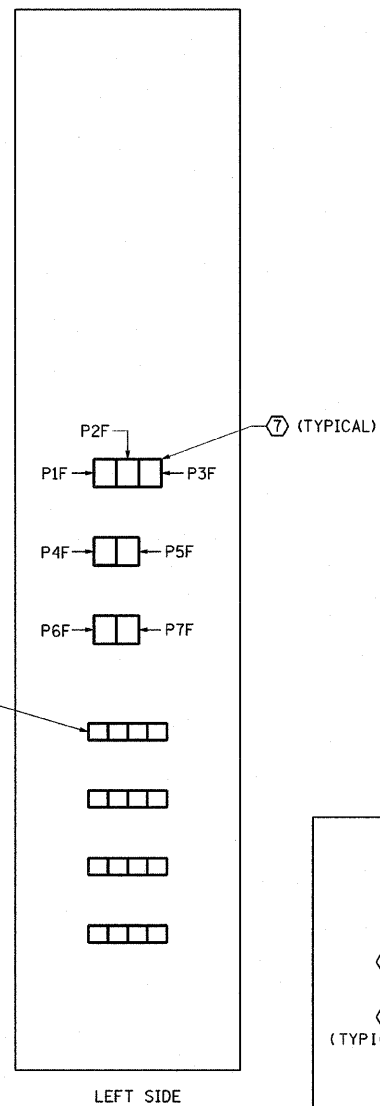 P2F
7 (TYPICAL)
P1F
P3F
P4F
P5F
P6F
P7F
LEFT SIDE